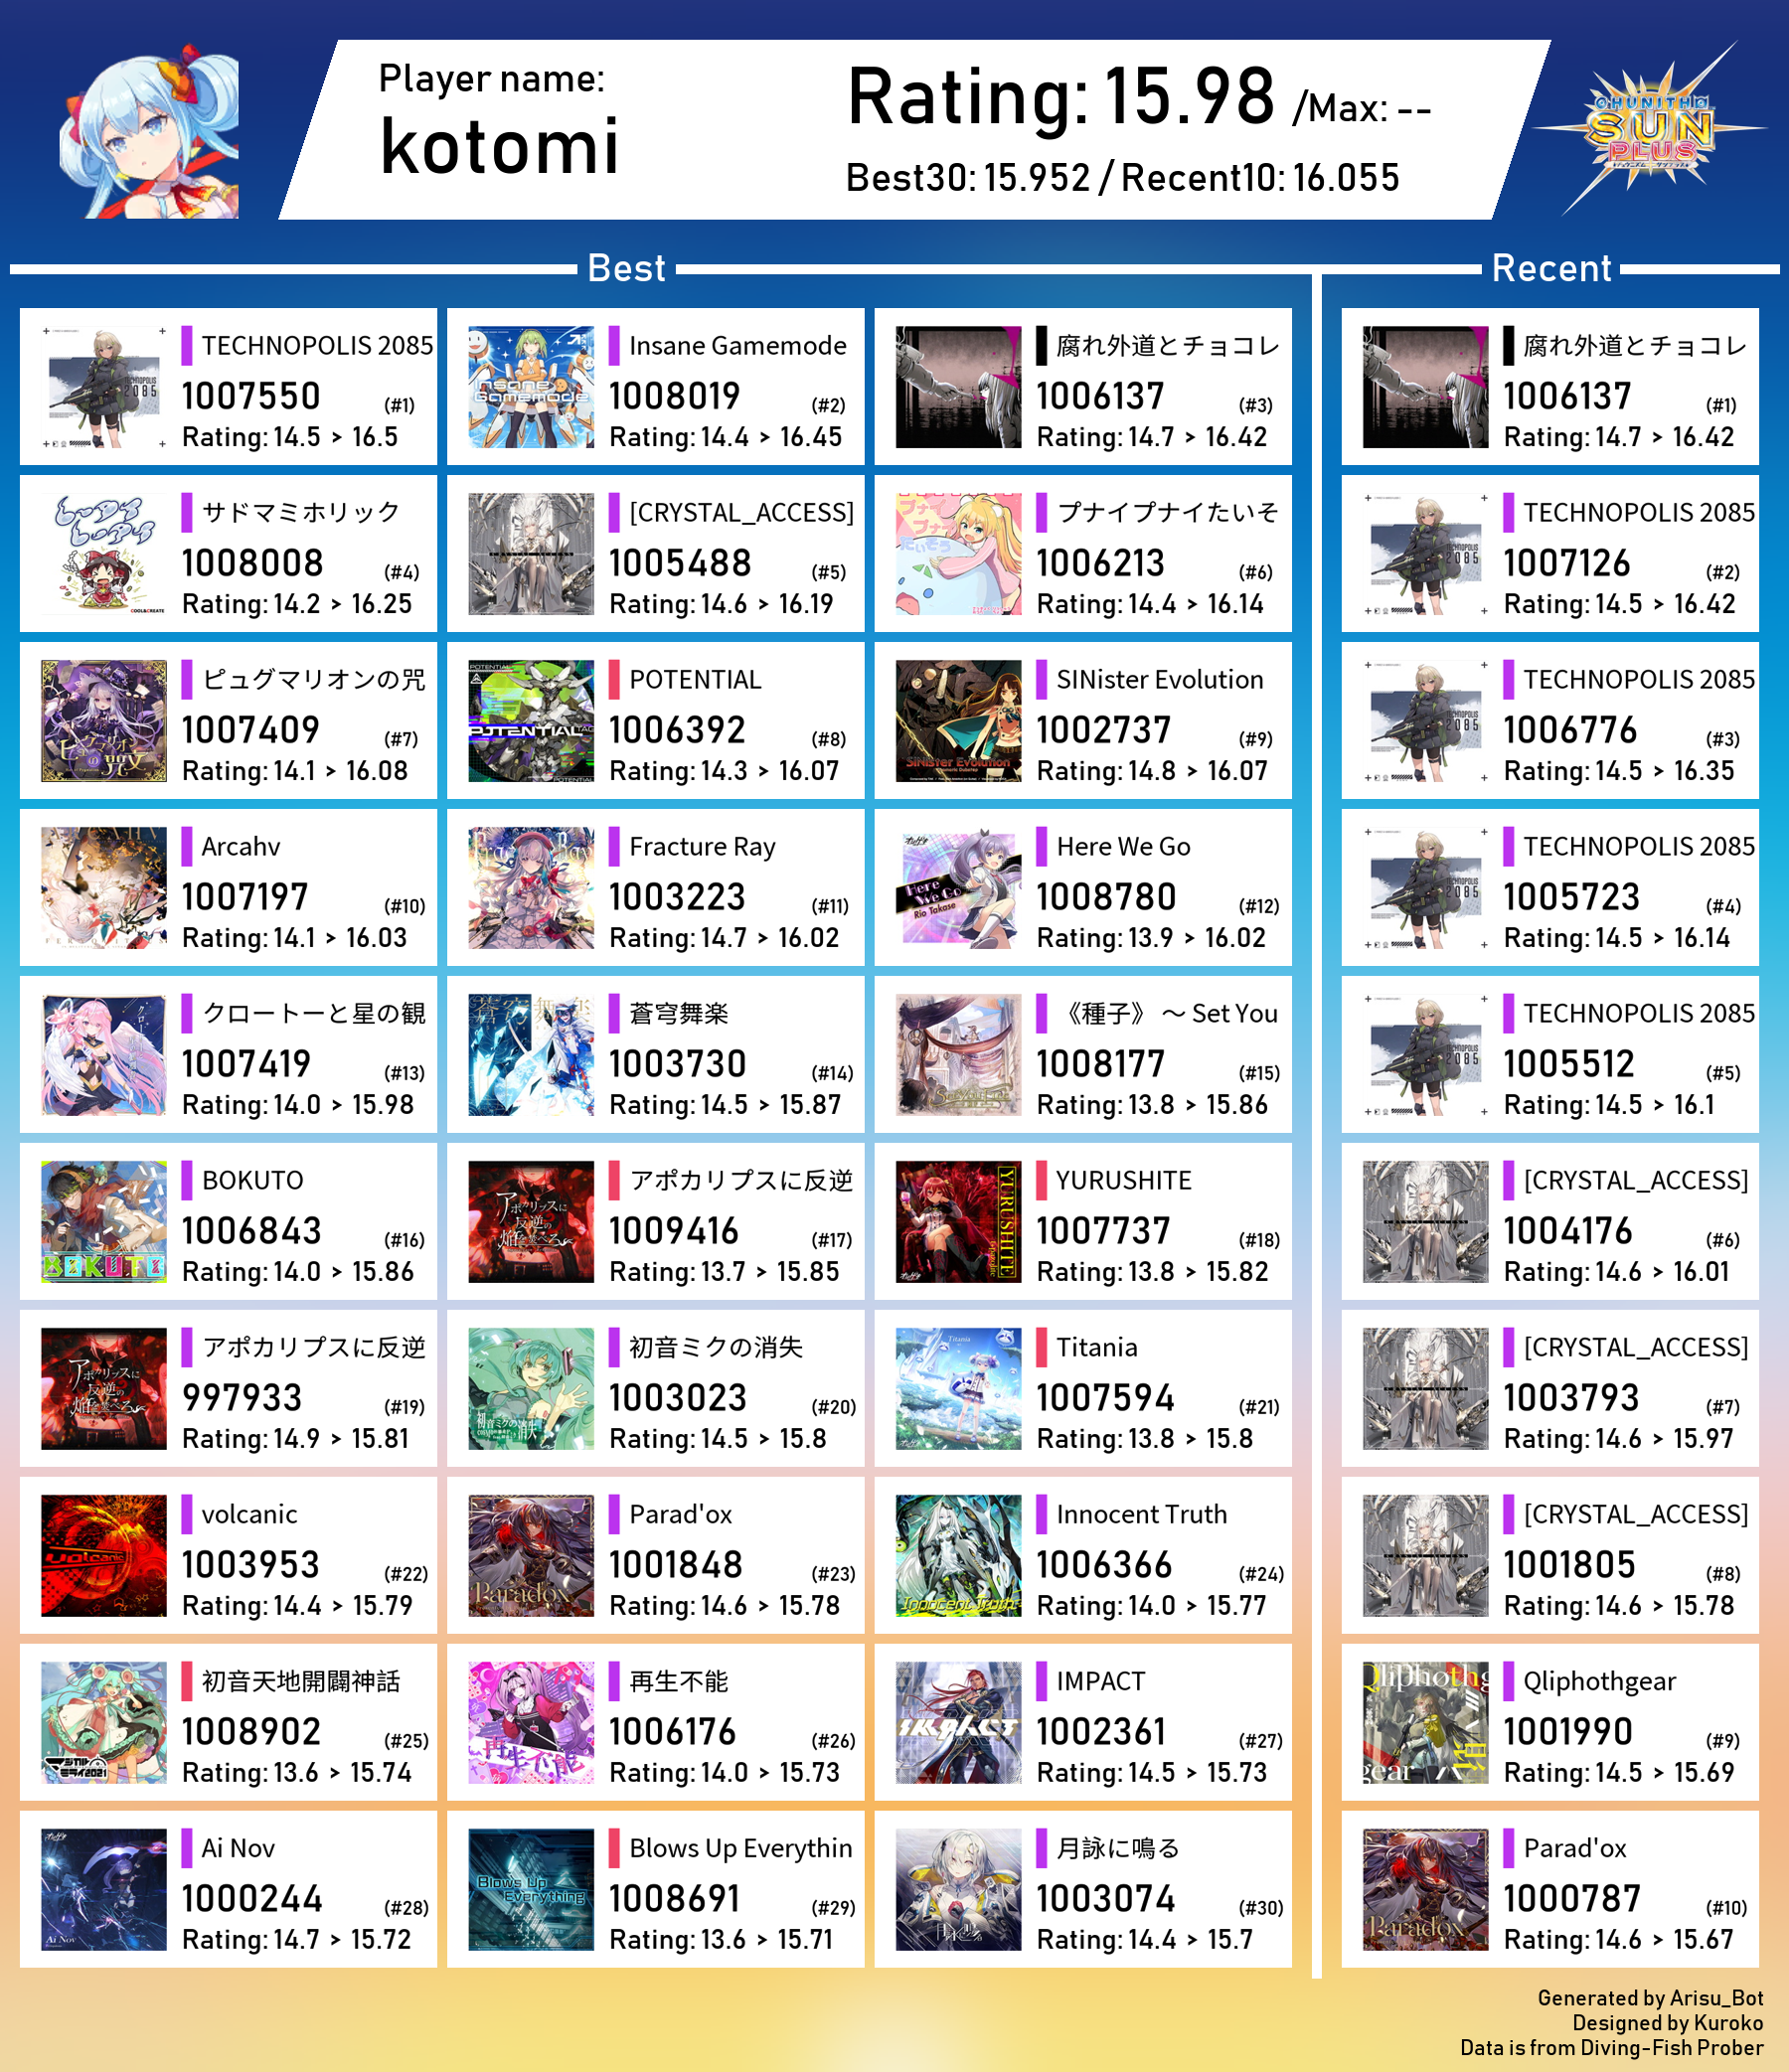 Player name:
kotomi
Rating: 15.98 /Max: --
Best30: 15.952 / Recent10: 16.055
CHUNITHM
SUN
PLUS
Best
TECHNOPOLIS 2085
1007550 (#1)
Rating: 14.5 > 16.5
Insane Gamemode
1008019 (#2)
Rating: 14.4 > 16.45
腐れ外道とチョコレ
1006137 (#3)
Rating: 14.7 > 16.42
サドマミホリック
1008008 (#4)
Rating: 14.2 > 16.25
[CRYSTAL_ACCESS]
1005488 (#5)
Rating: 14.6 > 16.19
プナイプナイたいそ
1006213 (#6)
Rating: 14.4 > 16.14
ピュグマリオンの咒
1007409 (#7)
Rating: 14.1 > 16.08
POTENTIAL
1006392 (#8)
Rating: 14.3 > 16.07
SINister Evolution
1002737 (#9)
Rating: 14.8 > 16.07
Arcahv
1007197 (#10)
Rating: 14.1 > 16.03
Fracture Ray
1003223 (#11)
Rating: 14.7 > 16.02
Here We Go
1008780 (#12)
Rating: 13.9 > 16.02
クロートーと星の観
1007419 (#13)
Rating: 14.0 > 15.98
蒼穹舞楽
1003730 (#14)
Rating: 14.5 > 15.87
《種子》 ～ Set You
1008177 (#15)
Rating: 13.8 > 15.86
BOKUTO
1006843 (#16)
Rating: 14.0 > 15.86
アポカリプスに反逆
1009416 (#17)
Rating: 13.7 > 15.85
YURUSHITE
1007737 (#18)
Rating: 13.8 > 15.82
アポカリプスに反逆
997933 (#19)
Rating: 14.9 > 15.81
初音ミクの消失
1003023 (#20)
Rating: 14.5 > 15.8
Titania
1007594 (#21)
Rating: 13.8 > 15.8
volcanic
1003953 (#22)
Rating: 14.4 > 15.79
Parad'ox
1001848 (#23)
Rating: 14.6 > 15.78
Innocent Truth
1006366 (#24)
Rating: 14.0 > 15.77
初音天地開闢神話
1008902 (#25)
Rating: 13.6 > 15.74
再生不能
1006176 (#26)
Rating: 14.0 > 15.73
IMPACT
1002361 (#27)
Rating: 14.5 > 15.73
Ai Nov
1000244 (#28)
Rating: 14.7 > 15.72
Blows Up Everythin
1008691 (#29)
Rating: 13.6 > 15.71
月詠に鳴る
1003074 (#30)
Rating: 14.4 > 15.7
Recent
腐れ外道とチョコレ
1006137 (#1)
Rating: 14.7 > 16.42
TECHNOPOLIS 2085
1007126 (#2)
Rating: 14.5 > 16.42
TECHNOPOLIS 2085
1006776 (#3)
Rating: 14.5 > 16.35
TECHNOPOLIS 2085
1005723 (#4)
Rating: 14.5 > 16.14
TECHNOPOLIS 2085
1005512 (#5)
Rating: 14.5 > 16.1
[CRYSTAL_ACCESS]
1004176 (#6)
Rating: 14.6 > 16.01
[CRYSTAL_ACCESS]
1003793 (#7)
Rating: 14.6 > 15.97
[CRYSTAL_ACCESS]
1001805 (#8)
Rating: 14.6 > 15.78
Qliphothgear
1001990 (#9)
Rating: 14.5 > 15.69
Parad'ox
1000787 (#10)
Rating: 14.6 > 15.67
Generated by Arisu_Bot
Designed by Kuroko
Data is from Diving-Fish Prober